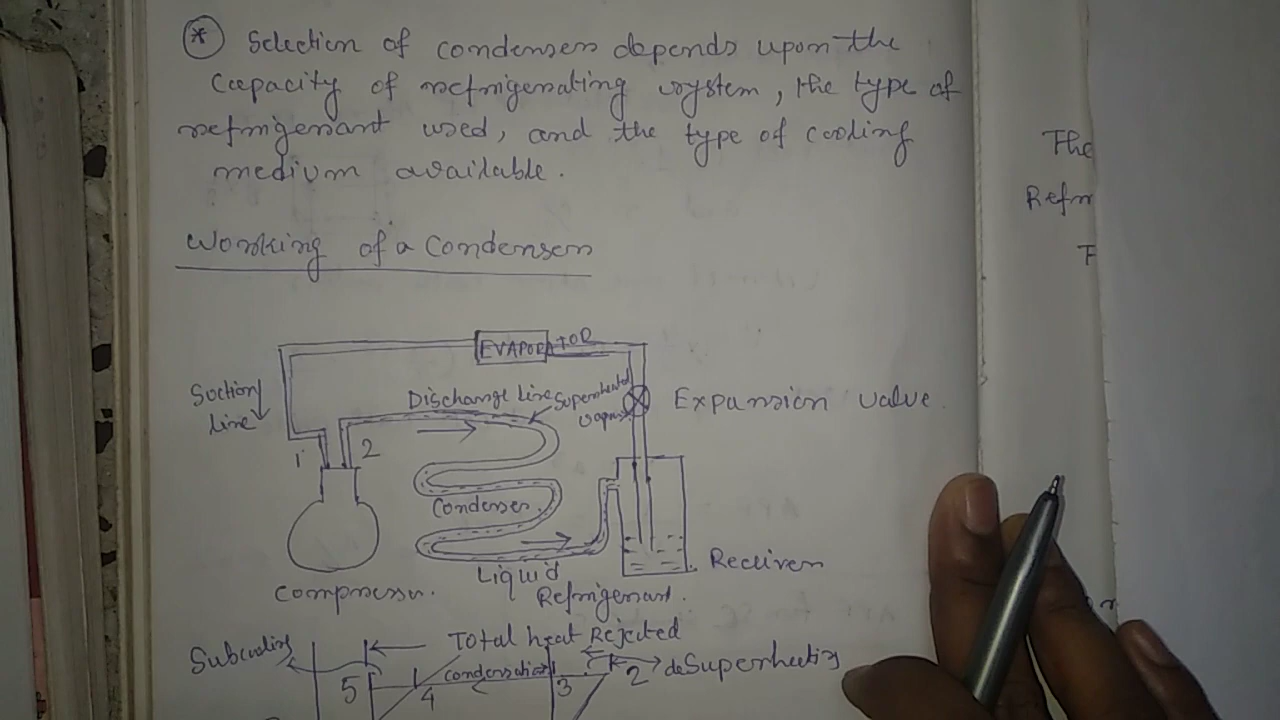 * Selection of condensers depends upon the
capacity of refrigerating system, the type of
refrigerant used, and the type of cooling
medium available.
Working of a Condenser
EVAPORATOR
Suction
line
Discharge line
Superheated
vapour
Expansion valve
1
2
Condenser
Compressor.
Liquid
Refrigerant.
Receiver
Subcooling
Total heat Rejected
5
4
condensation
3
2
desuperheating
The
Refr